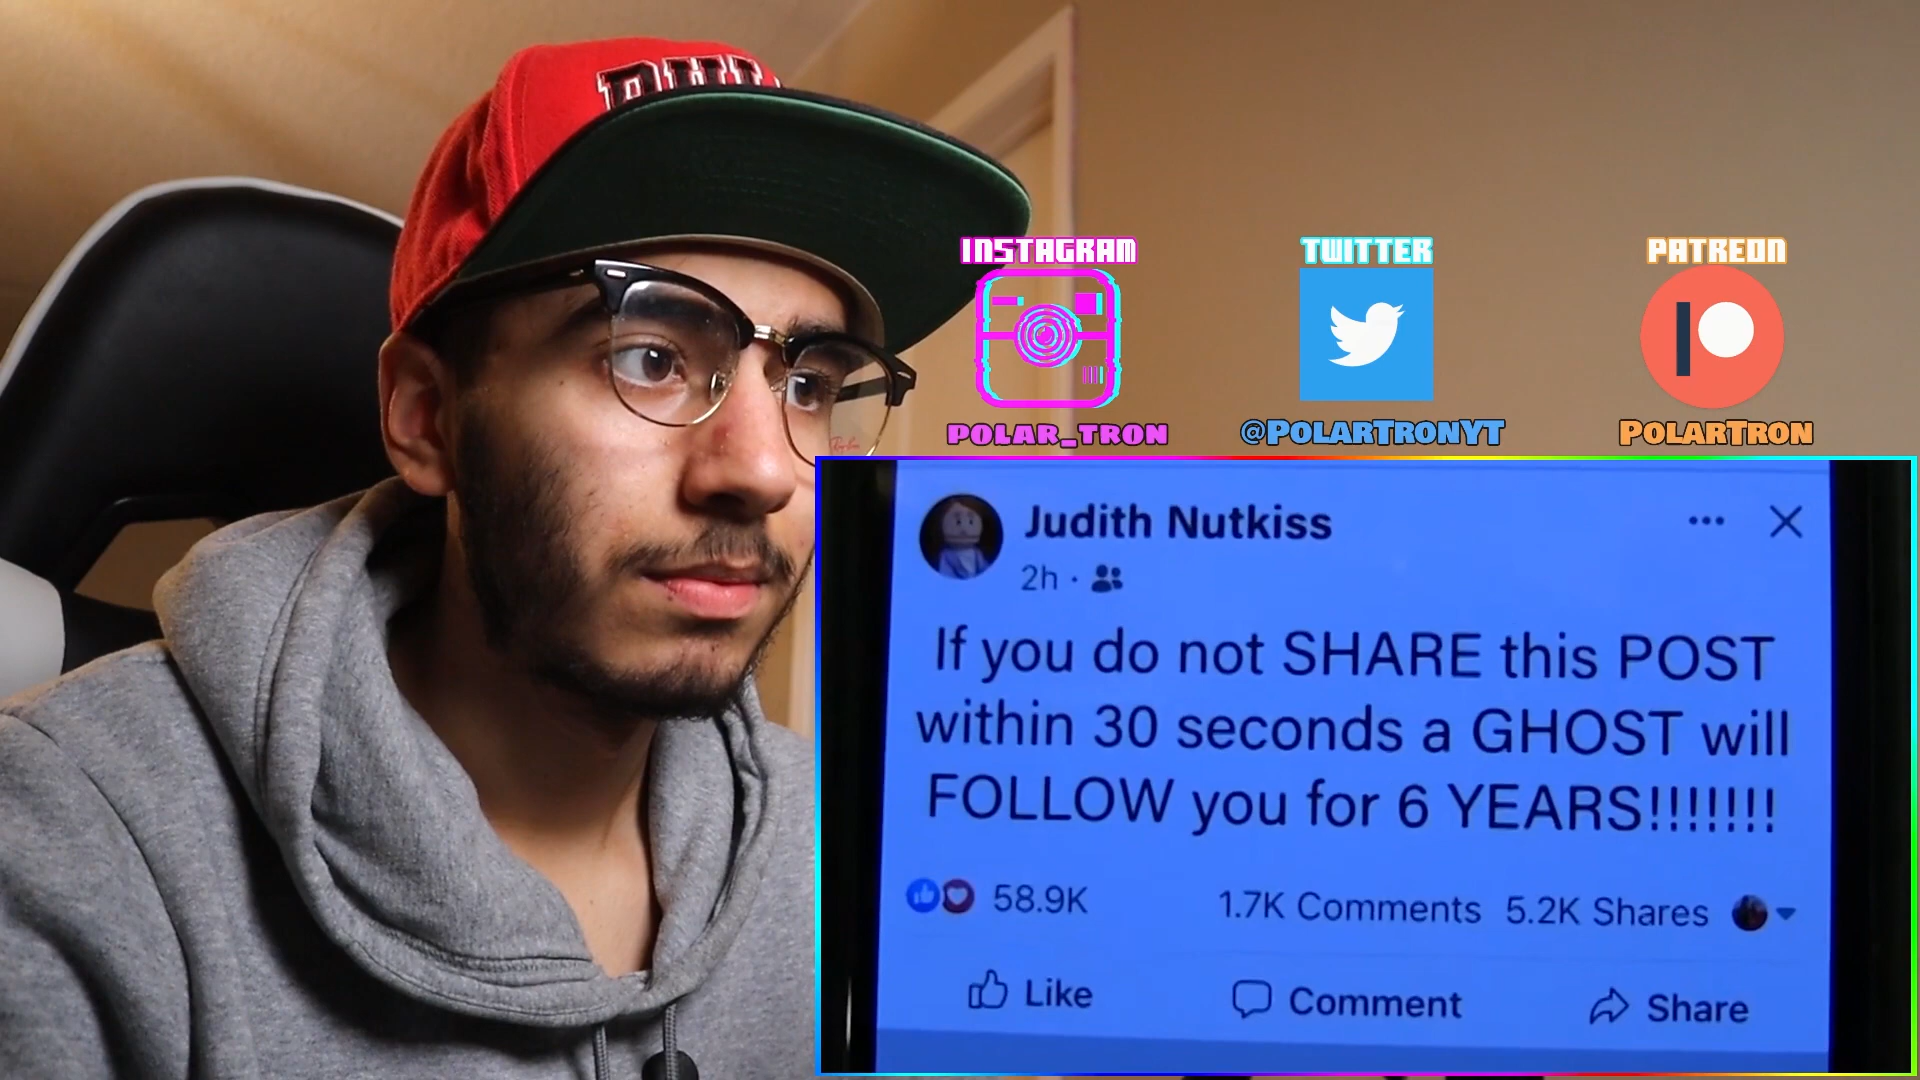 INSTAGRAM
TWITTER
PATREON
POLAR_TRON
@POLARTRONYT
POLARTRON
Judith Nutkiss
2h ·
If you do not SHARE this POST
within 30 seconds a GHOST will
FOLLOW you for 6 YEARS!!!!!!!
58.9K
1.7K Comments 5.2K Shares
Like
Comment
Share